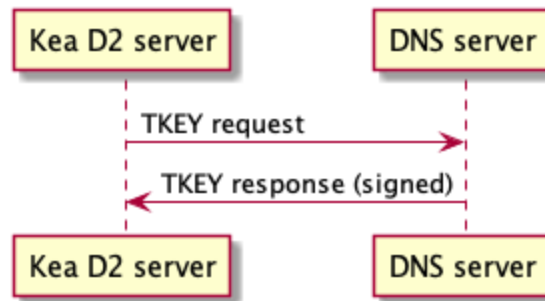 Kea D2 server DNS server
TKEY request
TKEY response (signed)
Kea D2 server DNS server